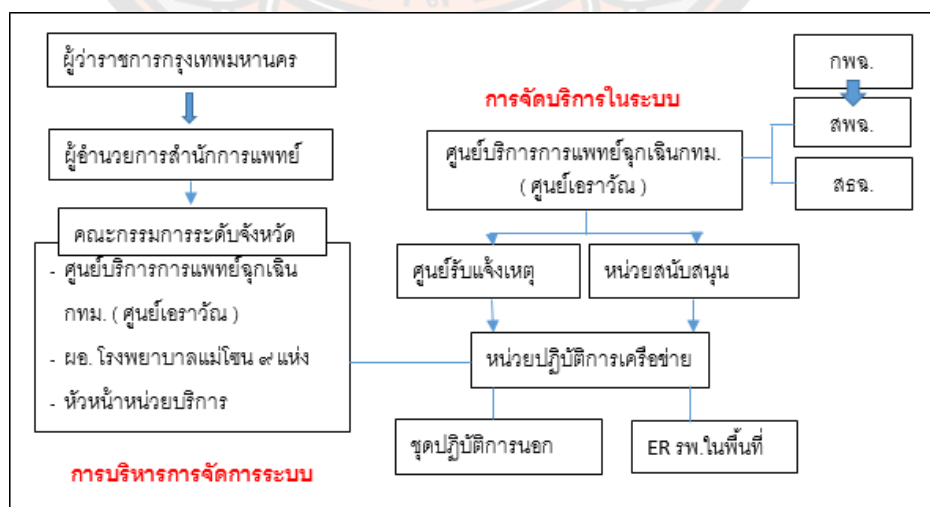 ผู้ว่าราชการกรุงเทพมหานคร
ผู้อำนวยการสำนักการแพทย์
คณะกรรมการระดับจังหวัด
- ศูนย์บริการการแพทย์ฉุกเฉิน
กทม. ( ศูนย์เอราวัณ )
- ผอ. โรงพยาบาลแม่โซน ๙ แห่ง
- หัวหน้าหน่วยบริการ
การบริหารการจัดการระบบ
การจัดบริการในระบบ
กพฉ.
สพฉ.
สธฉ.
ศูนย์บริการการแพทย์ฉุกเฉินกทม.
( ศูนย์เอราวัณ )
ศูนย์รับแจ้งเหตุ
หน่วยสนับสนุน
หน่วยปฏิบัติการเครือข่าย
ชุดปฏิบัติการนอก
ER รพ.ในพื้นที่